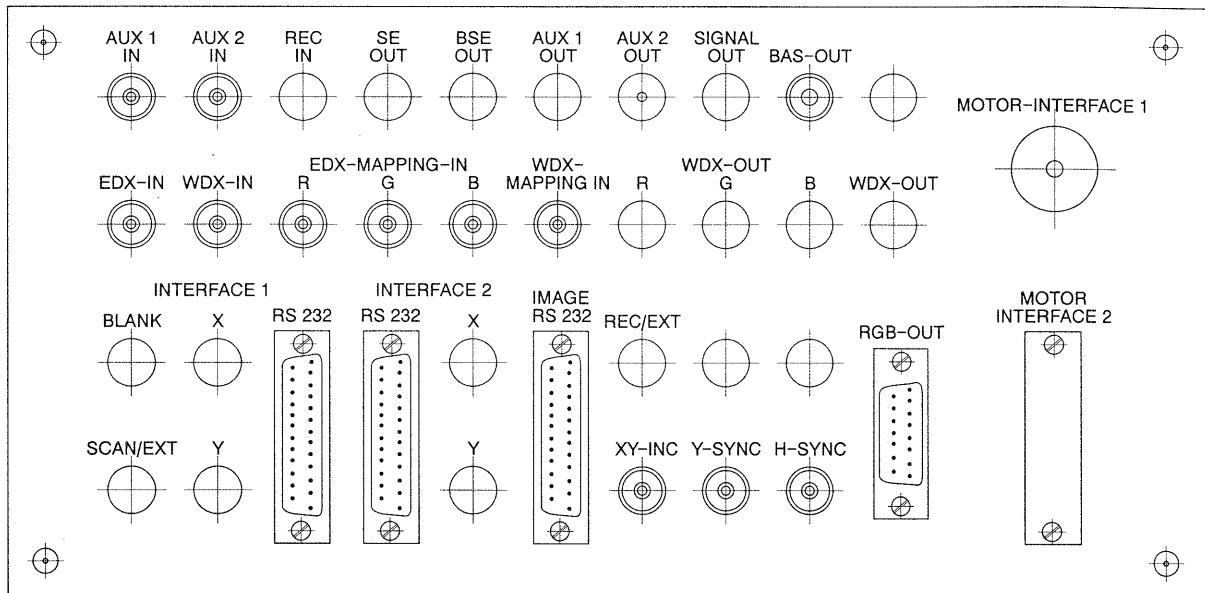 AUX 1 IN
AUX 2 IN
REC IN
SE OUT
BSE OUT
AUX 1 OUT
AUX 2 OUT
SIGNAL OUT
BAS-OUT
MOTOR-INTERFACE 1
EDX-IN
WDX-IN
EDX-MAPPING-IN
R
G
B
WDX-
MAPPING IN
WDX-OUT
R
G
B
WDX-OUT
INTERFACE 1
BLANK
X
RS 232
INTERFACE 2
RS 232
X
IMAGE
RS 232
REC/EXT
RGB-OUT
MOTOR
INTERFACE 2
SCAN/EXT
Y
Y
XY-INC
Y-SYNC
H-SYNC